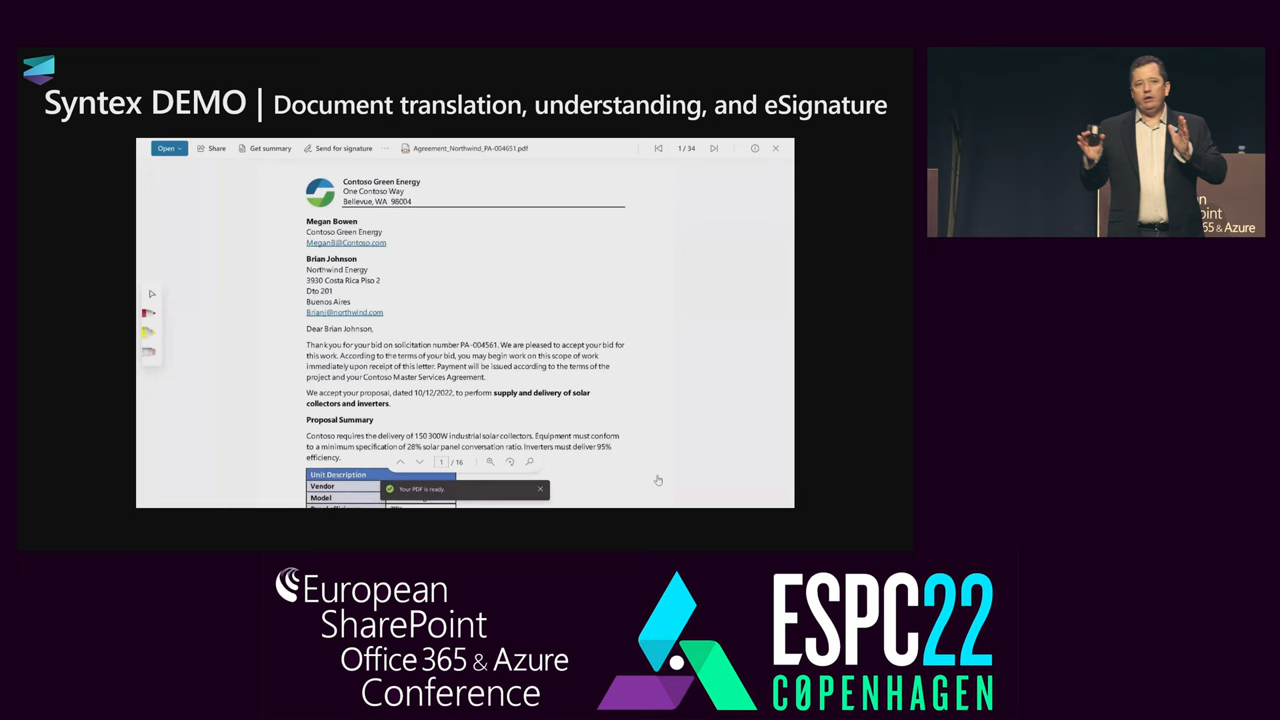 Syntex DEMO | Document translation, understanding, and eSignature
Open
Share
Get summary
Send for signature
Agreement_Northwind_PA-004651.pdf
1 / 34
Contoso Green Energy
One Contoso Way
Bellevue, WA 98004
Megan Bowen
Contoso Green Energy
MeganB@Contoso.com
Brian Johnson
Northwind Energy
3930 Costa Rica Piso 2
Dto 201
Buenos Aires
Brianj@northwind.com
Dear Brian Johnson,
Thank you for your bid on solicitation number PA-004561. We are pleased to accept your bid for
this work. According to the terms of your bid, you may begin work on this scope of work
immediately upon receipt of this letter. Payment will be issued according to the terms of the
project and your Contoso Master Services Agreement.
We accept your proposal, dated 10/12/2022, to perform supply and delivery of solar
collectors and inverters.
Proposal Summary
Contoso requires the delivery of 150 300W industrial solar collectors. Equipment must conform
to a minimum specification of 28% solar panel conversation ratio. Inverters must deliver 95%
efficiency.
1 / 16
Unit Description
Vendor
Model
Your PDF is ready
point
365 & Azure
European
SharePoint
Office 365 & Azure
Conference
ESPC22
CØPENHAGEN